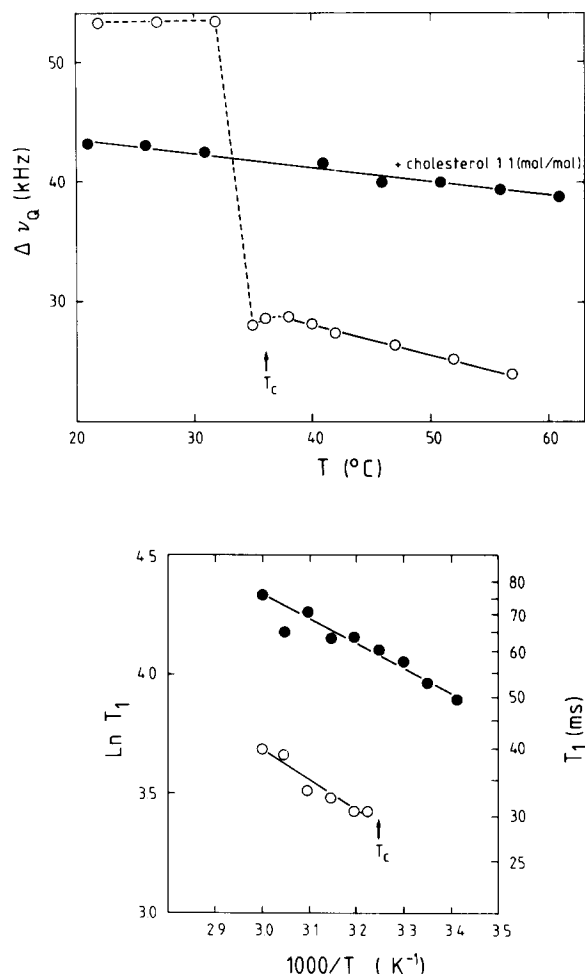 50
40
30
Δ ν_Q (kHz)
+ cholesterol 1 1 (mol/mol)
T_c
20 30 40 50 60
T (°C)
4 5
4.0
3.5
3.0
Ln T_1
80
70
60
50
40
30
25
T_1 (ms)
T_c
2 9 3 0 3 1 3 2 3 3 3 4 3 5
1000/T ( K⁻¹)